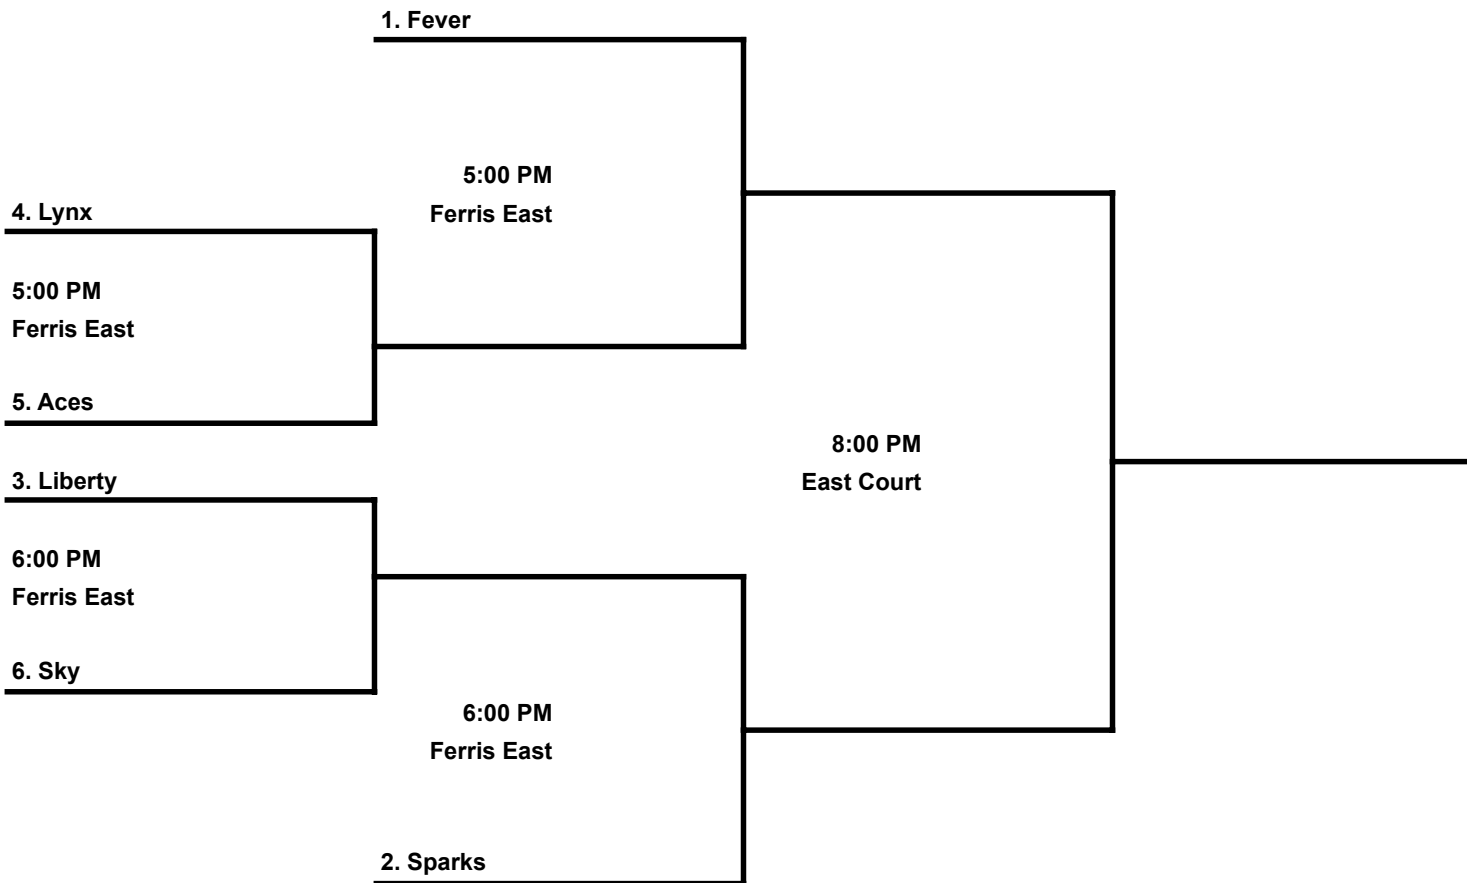 1. Fever
5:00 PM
Ferris East
4. Lynx
5:00 PM
Ferris East
5. Aces
8:00 PM
East Court
3. Liberty
6:00 PM
Ferris East
6. Sky
6:00 PM
Ferris East
2. Sparks